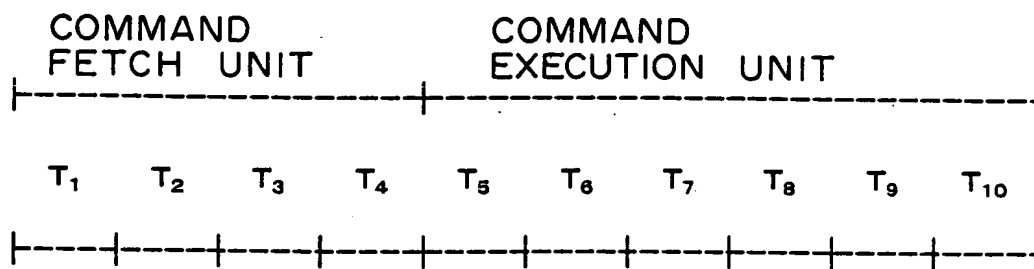 COMMAND FETCH UNIT
COMMAND EXECUTION UNIT
T1 T2 T3 T4 T5 T6 T7 T8 T9 T10